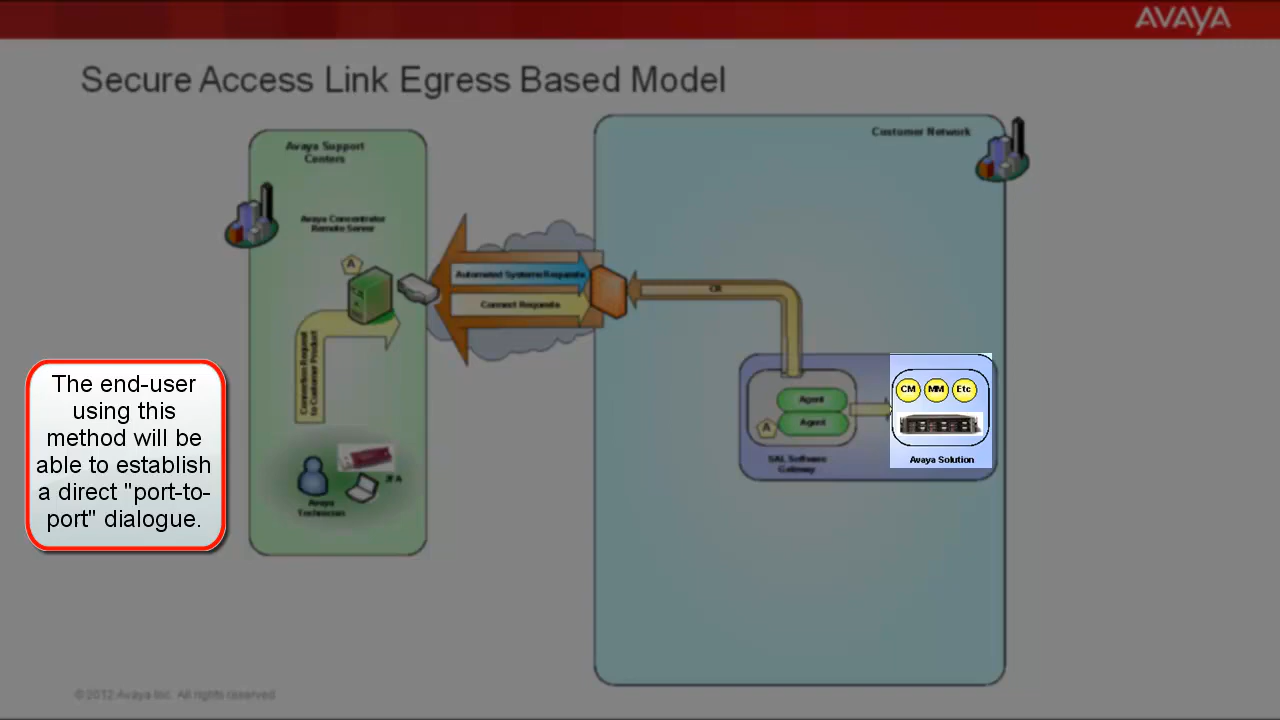 AVAYA
Secure Access Link Egress Based Model
Customer Network
Avaya Support
Centers
Avaya Concentrator
Remote Server
A
Automated Systems Requests
Connect Requests
CR
Connection Request
to Customer Product
The end-user
using this
method will be
able to establish
a direct "port-to-
port" dialogue.
CM
MM
Etc
Agent
Agent
A
SAL Software
Gateway
Avaya Solution
2FA
Avaya
Technician
© 2012 Avaya Inc. All rights reserved